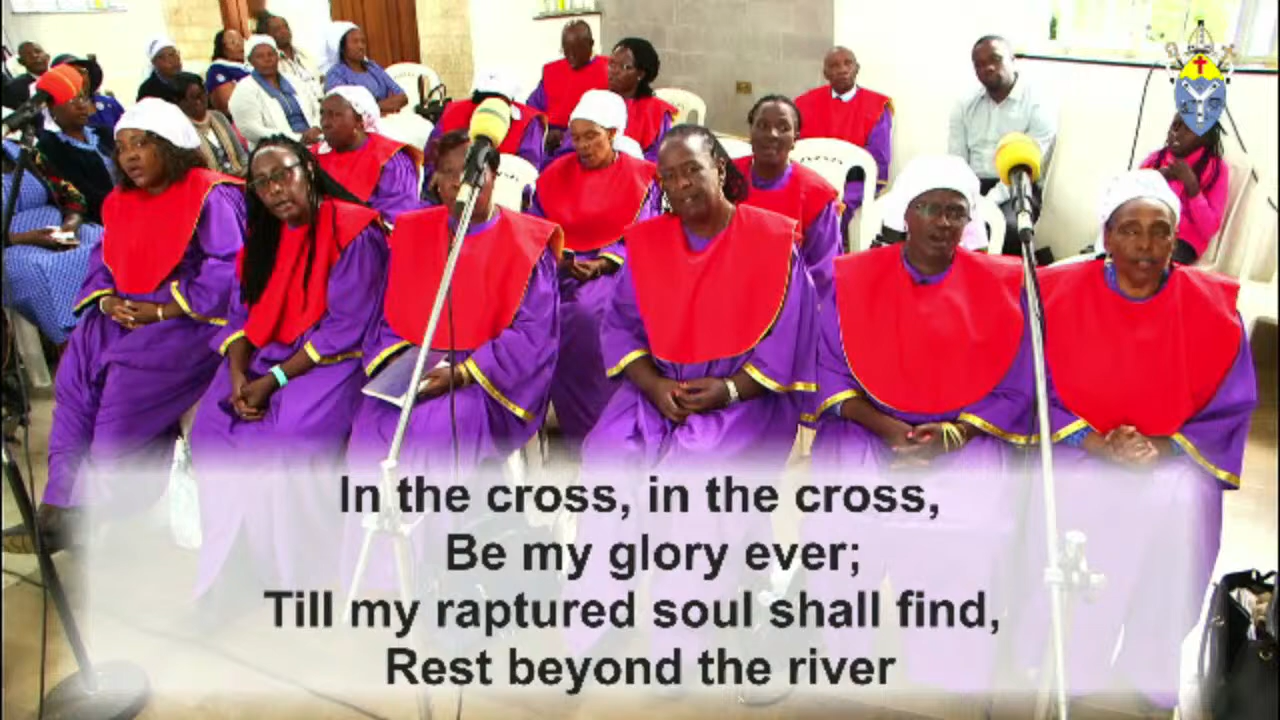 In the cross, in the cross,
Be my glory ever;
Till my raptured soul shall find,
Rest beyond the river